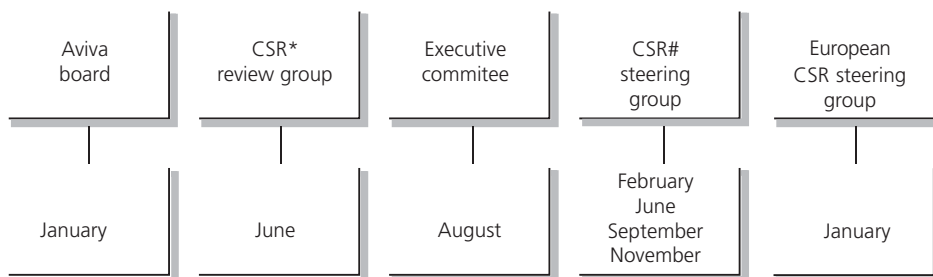 Aviva
board
CSR*
review group
Executive
commitee
CSR#
steering
group
European
CSR steering
group
January
June
August
February
June
September
November
January